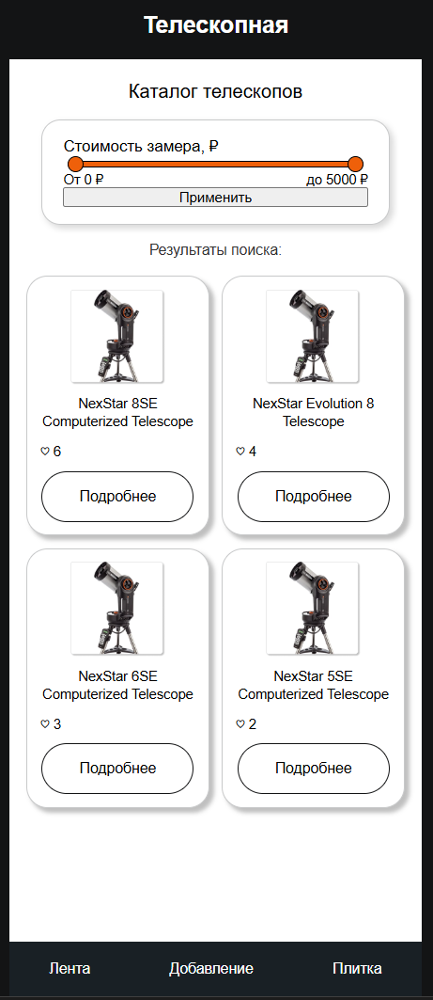 Телескопная
Каталог телескопов
Стоимость замера, ₽
От 0 ₽ до 5000 ₽
Применить
Результаты поиска:
NexStar 8SE
Computerized Telescope
6
Подробнее
NexStar Evolution 8
Telescope
4
Подробнее
NexStar 6SE
Computerized Telescope
3
Подробнее
NexStar 5SE
Computerized Telescope
2
Подробнее
Лента Добавление Плитка